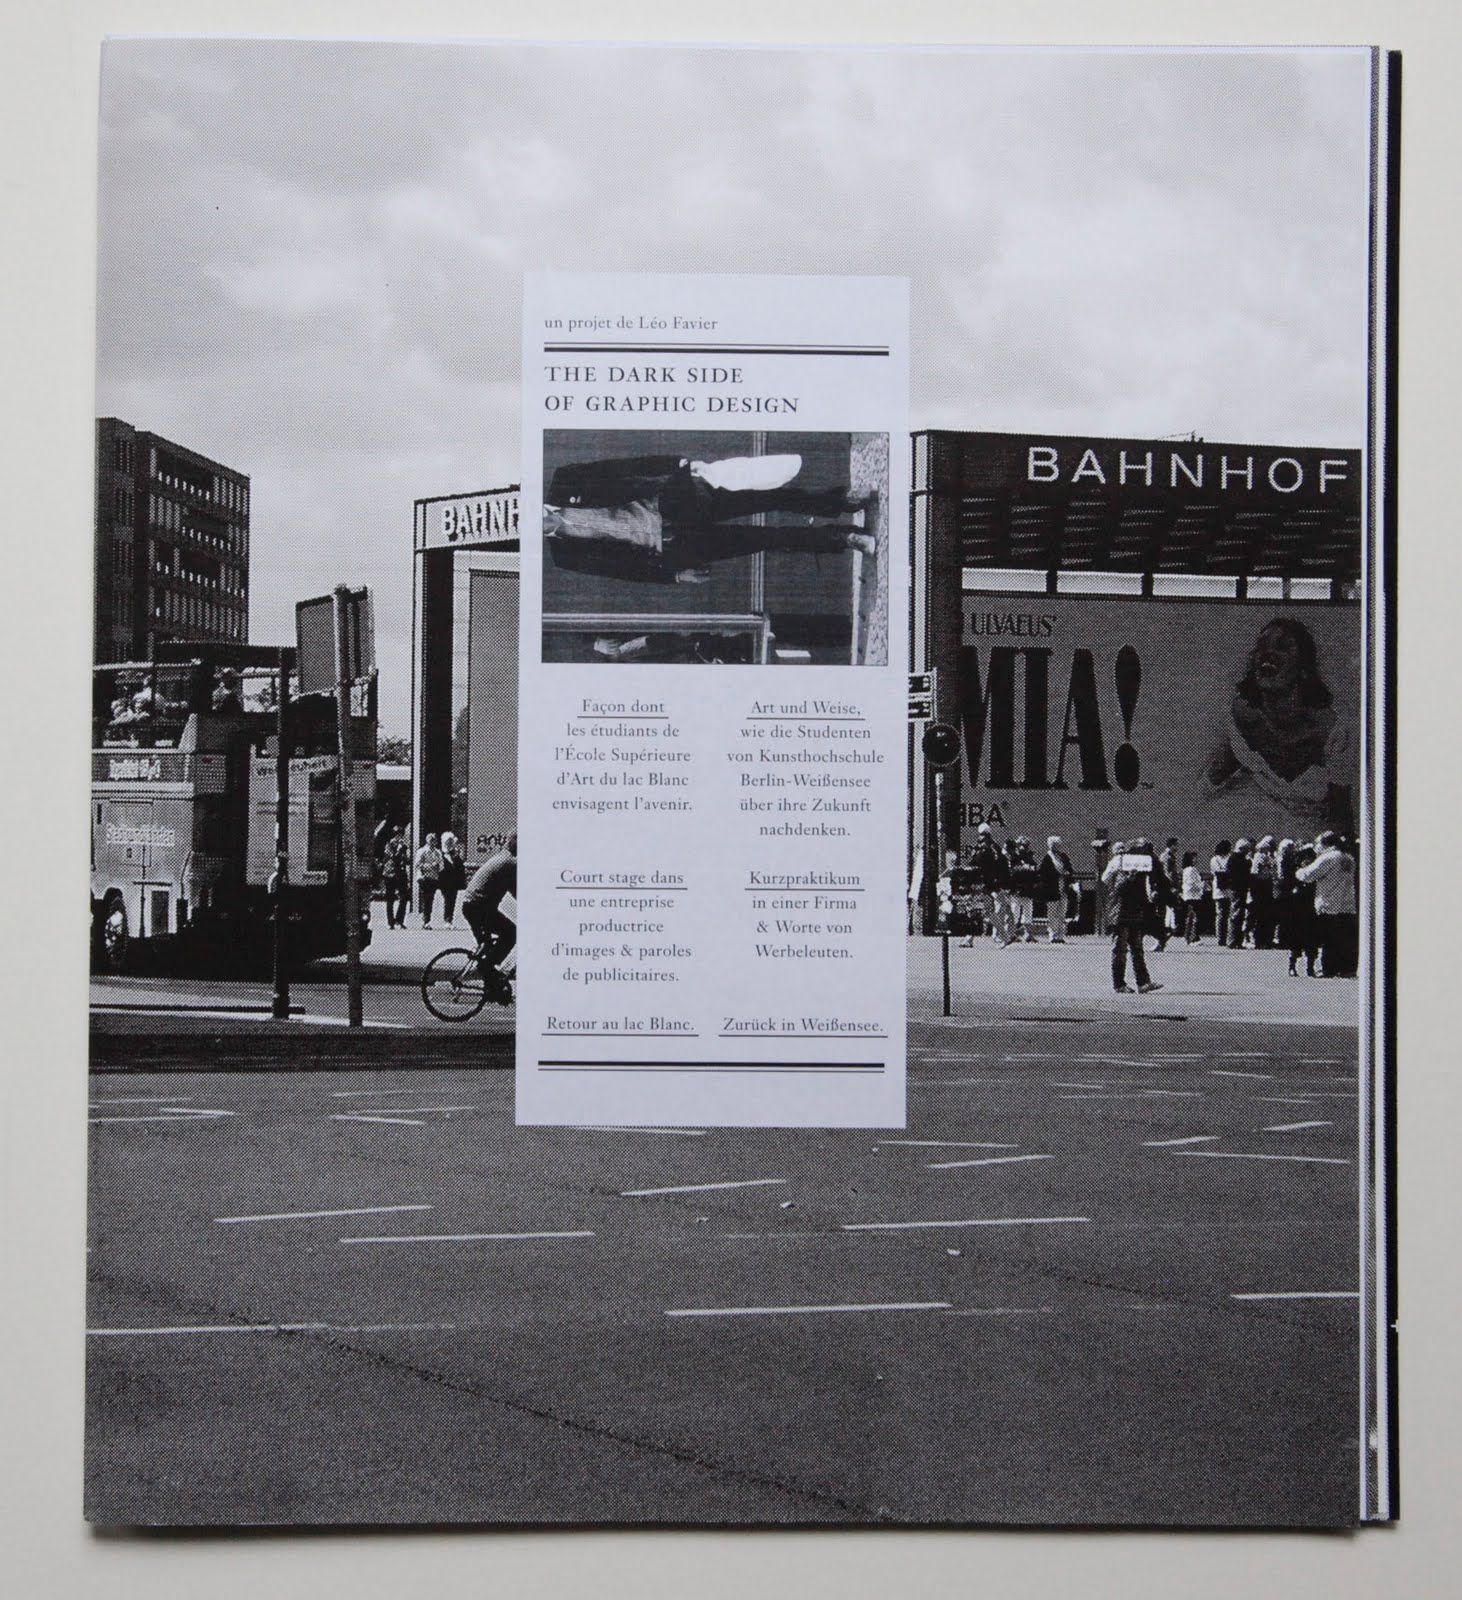 un projet de Léo Favier
THE DARK SIDE
OF GRAPHIC DESIGN
Façon dont
les étudiants de
l'École Supérieure
d'Art du lac Blanc
envisagent l'avenir.
Art und Weise,
wie die Studenten
von Kunsthochschule
Berlin-Weißensee
über ihre Zukunft
nachdenken.
Court stage dans
une entreprise
productrice
d'images & paroles
de publicitaires.
Kurzpraktikum
in einer Firma
& Worte von
Werbeleuten.
Retour au lac Blanc.
Zurück in Weißensee.
BAHNH
BAHNHOF
ULVAEUS'
MIA!
BA